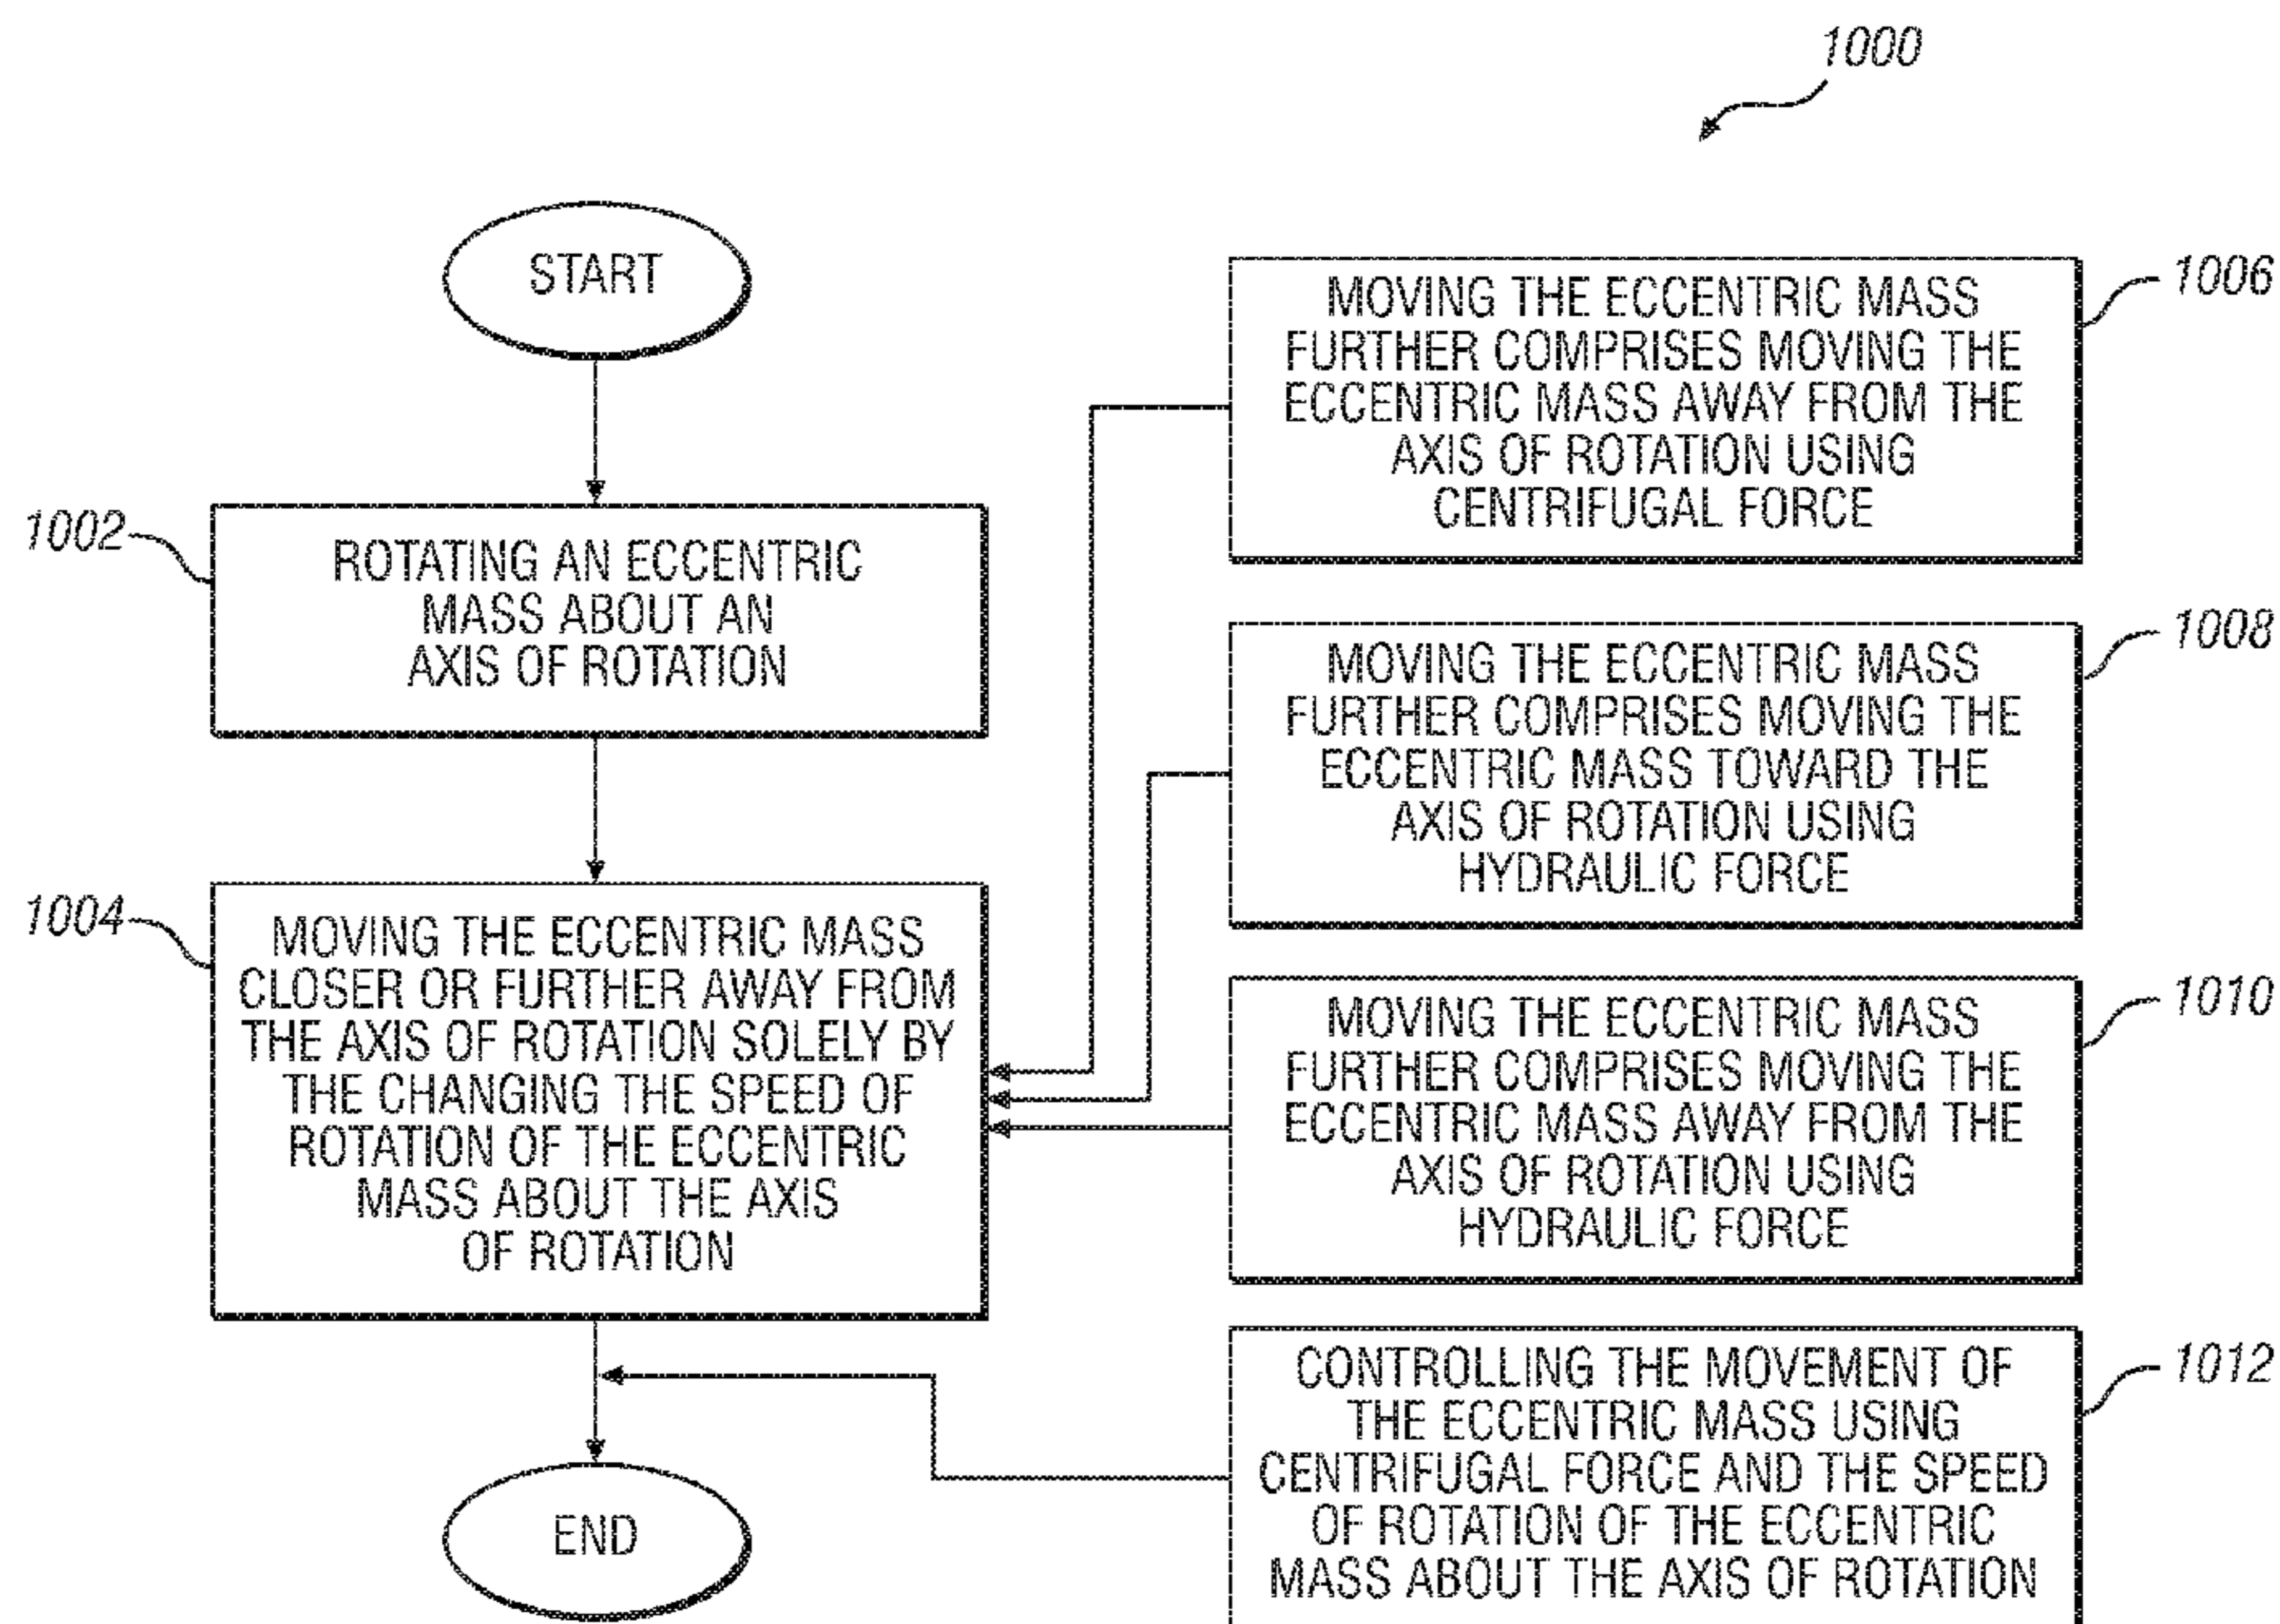 1000
START
1002
ROTATING AN ECCENTRIC
MASS ABOUT AN
AXIS OF ROTATION
1004
MOVING THE ECCENTRIC MASS
CLOSER OR FURTHER AWAY FROM
THE AXIS OF ROTATION SOLELY BY
THE CHANGING THE SPEED OF
ROTATION OF THE ECCENTRIC
MASS ABOUT THE AXIS
OF ROTATION
END
MOVING THE ECCENTRIC MASS
FURTHER COMPRISES MOVING THE
ECCENTRIC MASS AWAY FROM THE
AXIS OF ROTATION USING
CENTRIFUGAL FORCE
1006
MOVING THE ECCENTRIC MASS
FURTHER COMPRISES MOVING THE
ECCENTRIC MASS TOWARD THE
AXIS OF ROTATION USING
HYDRAULIC FORCE
1008
MOVING THE ECCENTRIC MASS
FURTHER COMPRISES MOVING THE
ECCENTRIC MASS AWAY FROM THE
AXIS OF ROTATION USING
HYDRAULIC FORCE
1010
CONTROLLING THE MOVEMENT OF
THE ECCENTRIC MASS USING
CENTRIFUGAL FORCE AND THE SPEED
OF ROTATION OF THE ECCENTRIC
MASS ABOUT THE AXIS OF ROTATION
1012